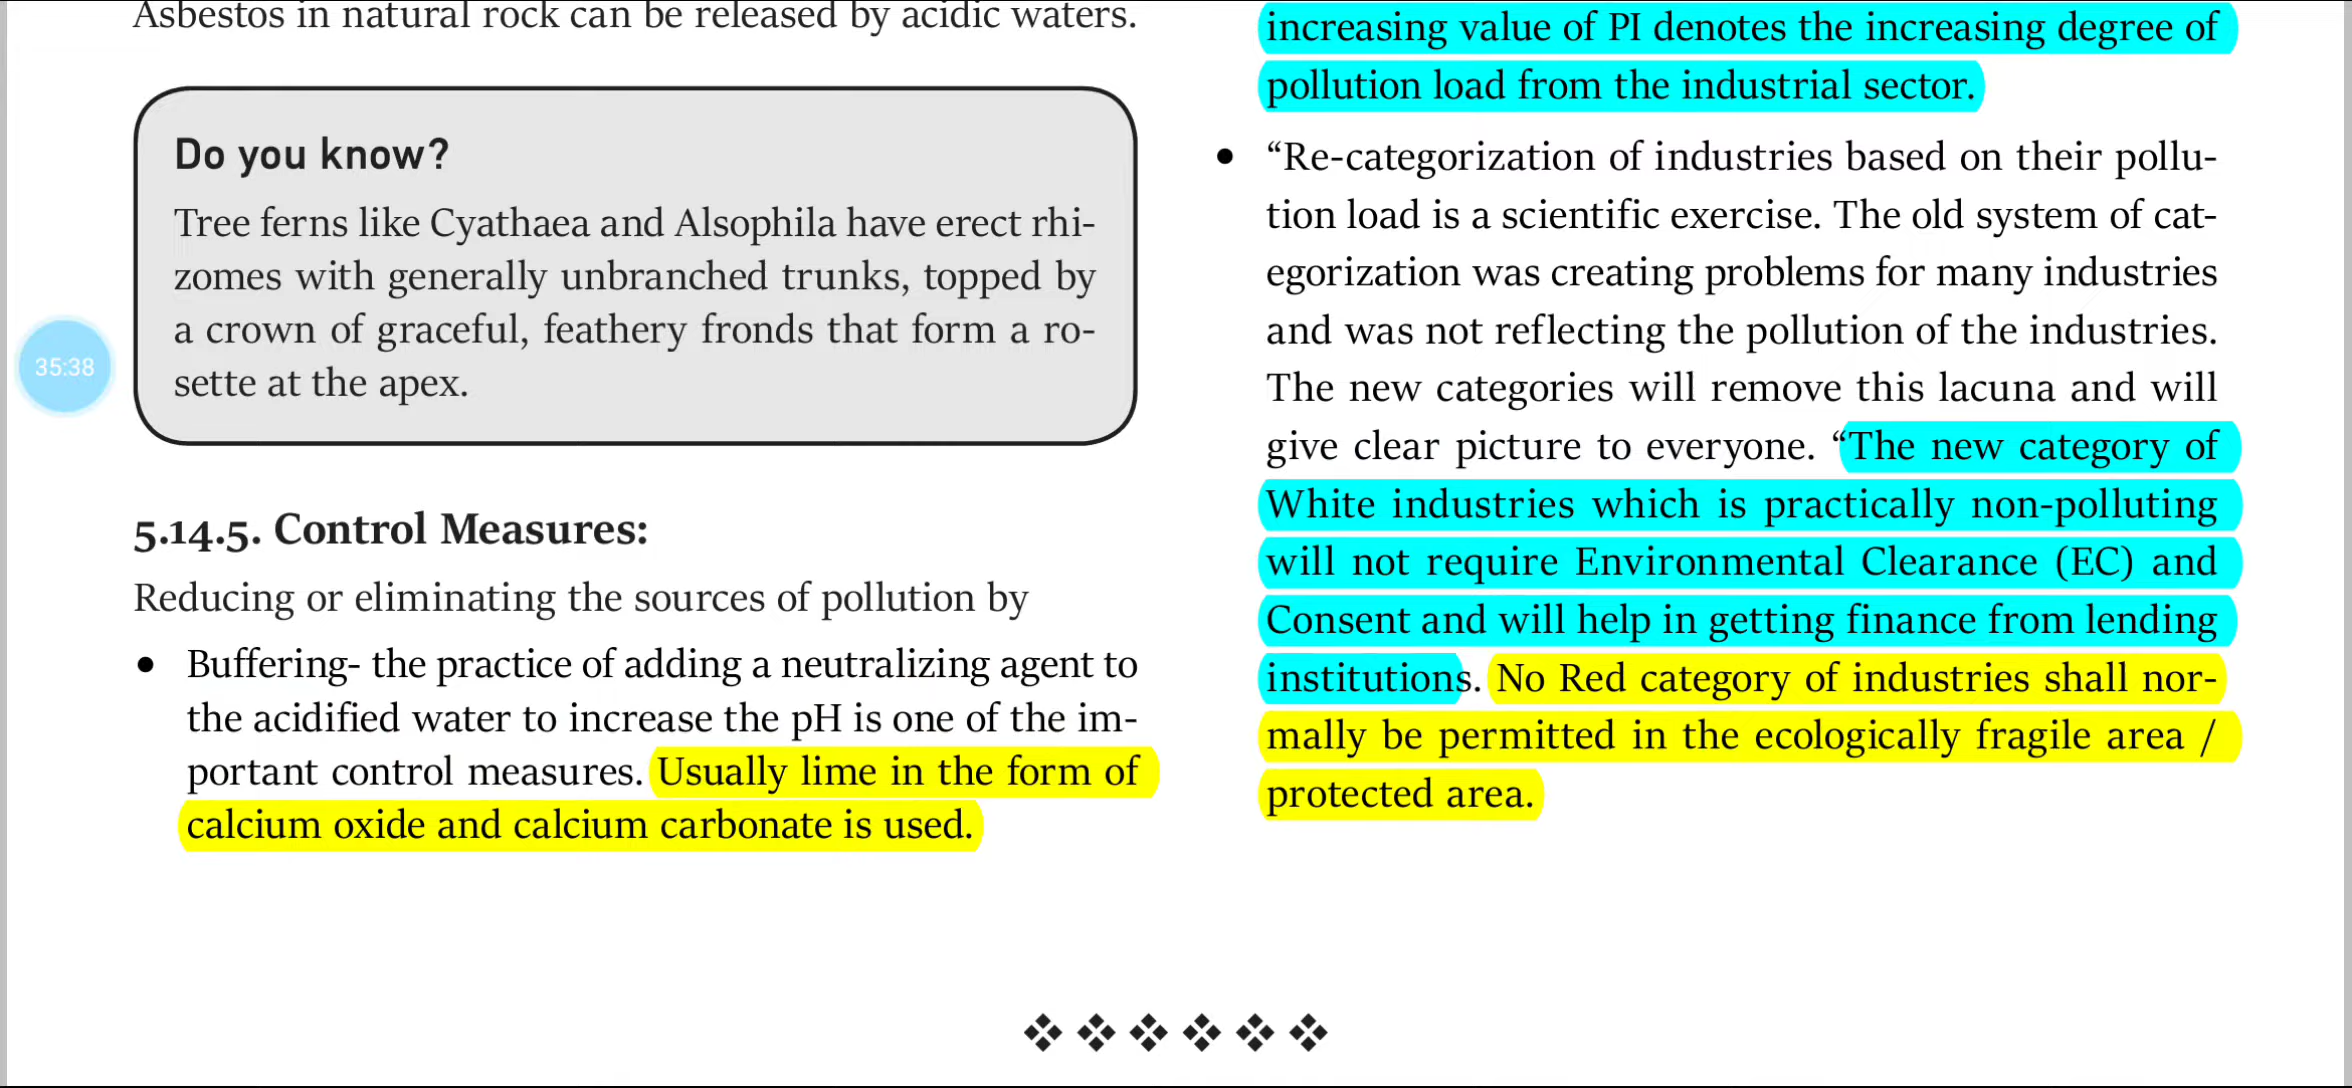 Asbestos in natural rock can be released by acidic waters.
Do you know?
Tree ferns like Cyathaea and Alsophila have erect rhi-
zomes with generally unbranched trunks, topped by
a crown of graceful, feathery fronds that form a ro-
sette at the apex.
35:38
5.14.5. Control Measures:
Reducing or eliminating the sources of pollution by
• Buffering- the practice of adding a neutralizing agent to
the acidified water to increase the pH is one of the im-
portant control measures. Usually lime in the form of
calcium oxide and calcium carbonate is used.
increasing value of PI denotes the increasing degree of
pollution load from the industrial sector.
• “Re-categorization of industries based on their pollu-
tion load is a scientific exercise. The old system of cat-
egorization was creating problems for many industries
and was not reflecting the pollution of the industries.
The new categories will remove this lacuna and will
give clear picture to everyone. “The new category of
White industries which is practically non-polluting
will not require Environmental Clearance (EC) and
Consent and will help in getting finance from lending
institutions. No Red category of industries shall nor-
mally be permitted in the ecologically fragile area /
protected area.